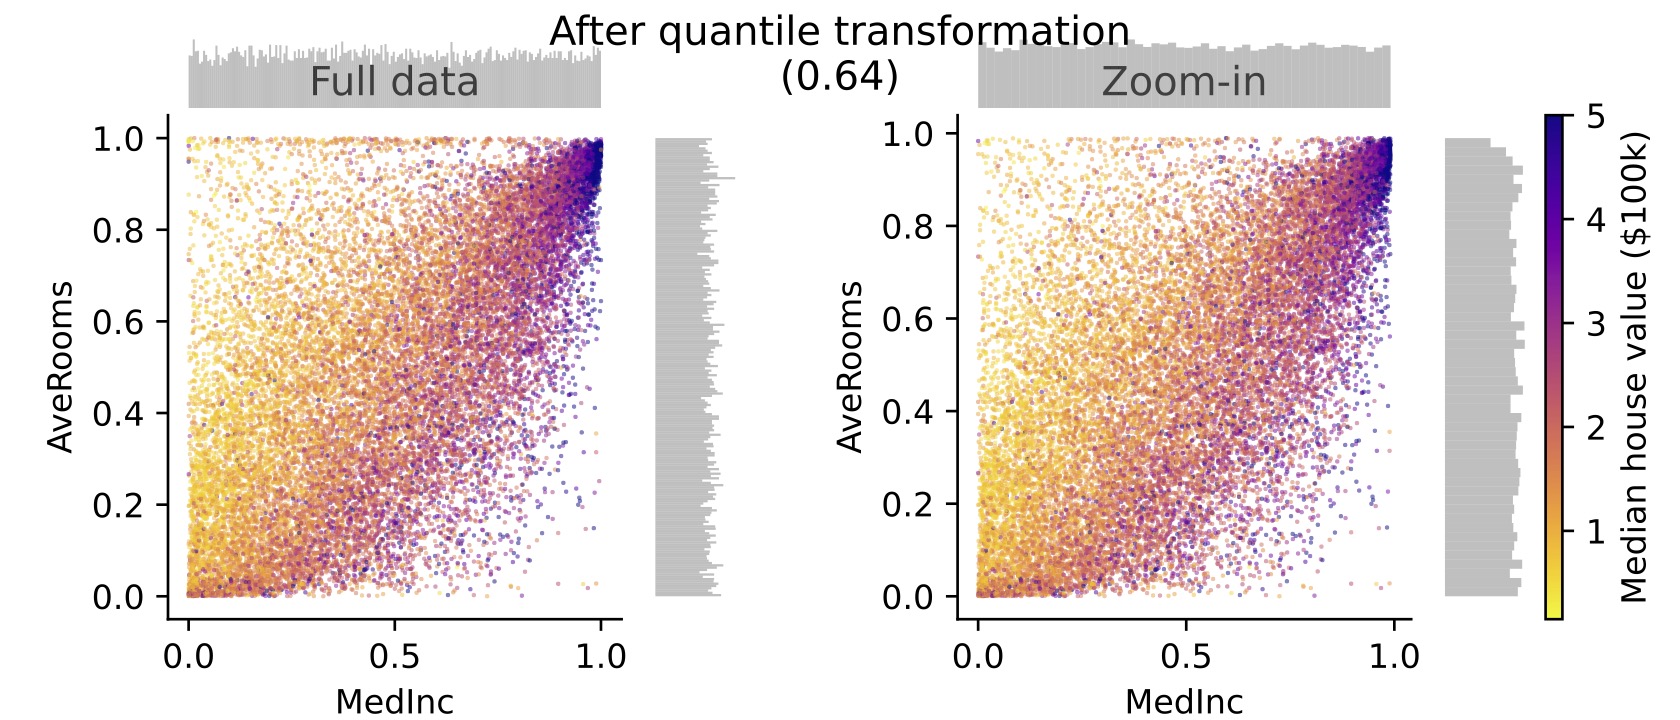 After quantile transformation
(0.64)
Full data
Zoom-in
1.0
0.8
0.6
0.4
0.2
0.0
AveRooms
0.0 0.5 1.0
MedInc
1.0
0.8
0.6
0.4
0.2
0.0
AveRooms
0.0 0.5 1.0
MedInc
5
4
3
2
1
Median house value ($100k)